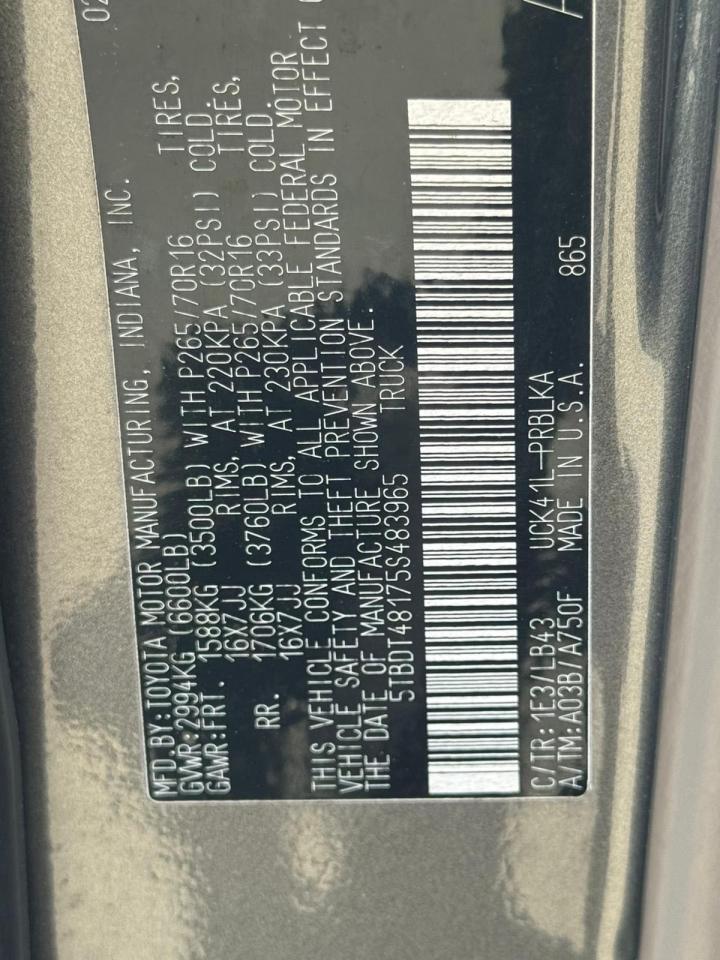 MFD.BY:TOYOTA MOTOR MANUFACTURING, INDIANA, INC. 02
GVWR:2994KG (6600LB)
GAWR:FRT. 1588KG (3500LB) WITH P265/70R16 TIRES,
16X7JJ RIMS, AT 220KPA (32PSI) COLD.
RR. 1706KG (3760LB) WITH P265/70R16 TIRES,
16X7JJ RIMS, AT 230KPA (33PSI) COLD.
THIS VEHICLE CONFORMS TO ALL APPLICABLE FEDERAL MOTOR
VEHICLE SAFETY AND THEFT PREVENTION STANDARDS IN EFFECT
THE DATE OF MANUFACTURE SHOWN ABOVE.
5TBDT48175S483965 TRUCK
C/TR:1E3/LB43 UCK41L-PRBLKA 865
A/TM:A03B/A750F MADE IN U.S.A.